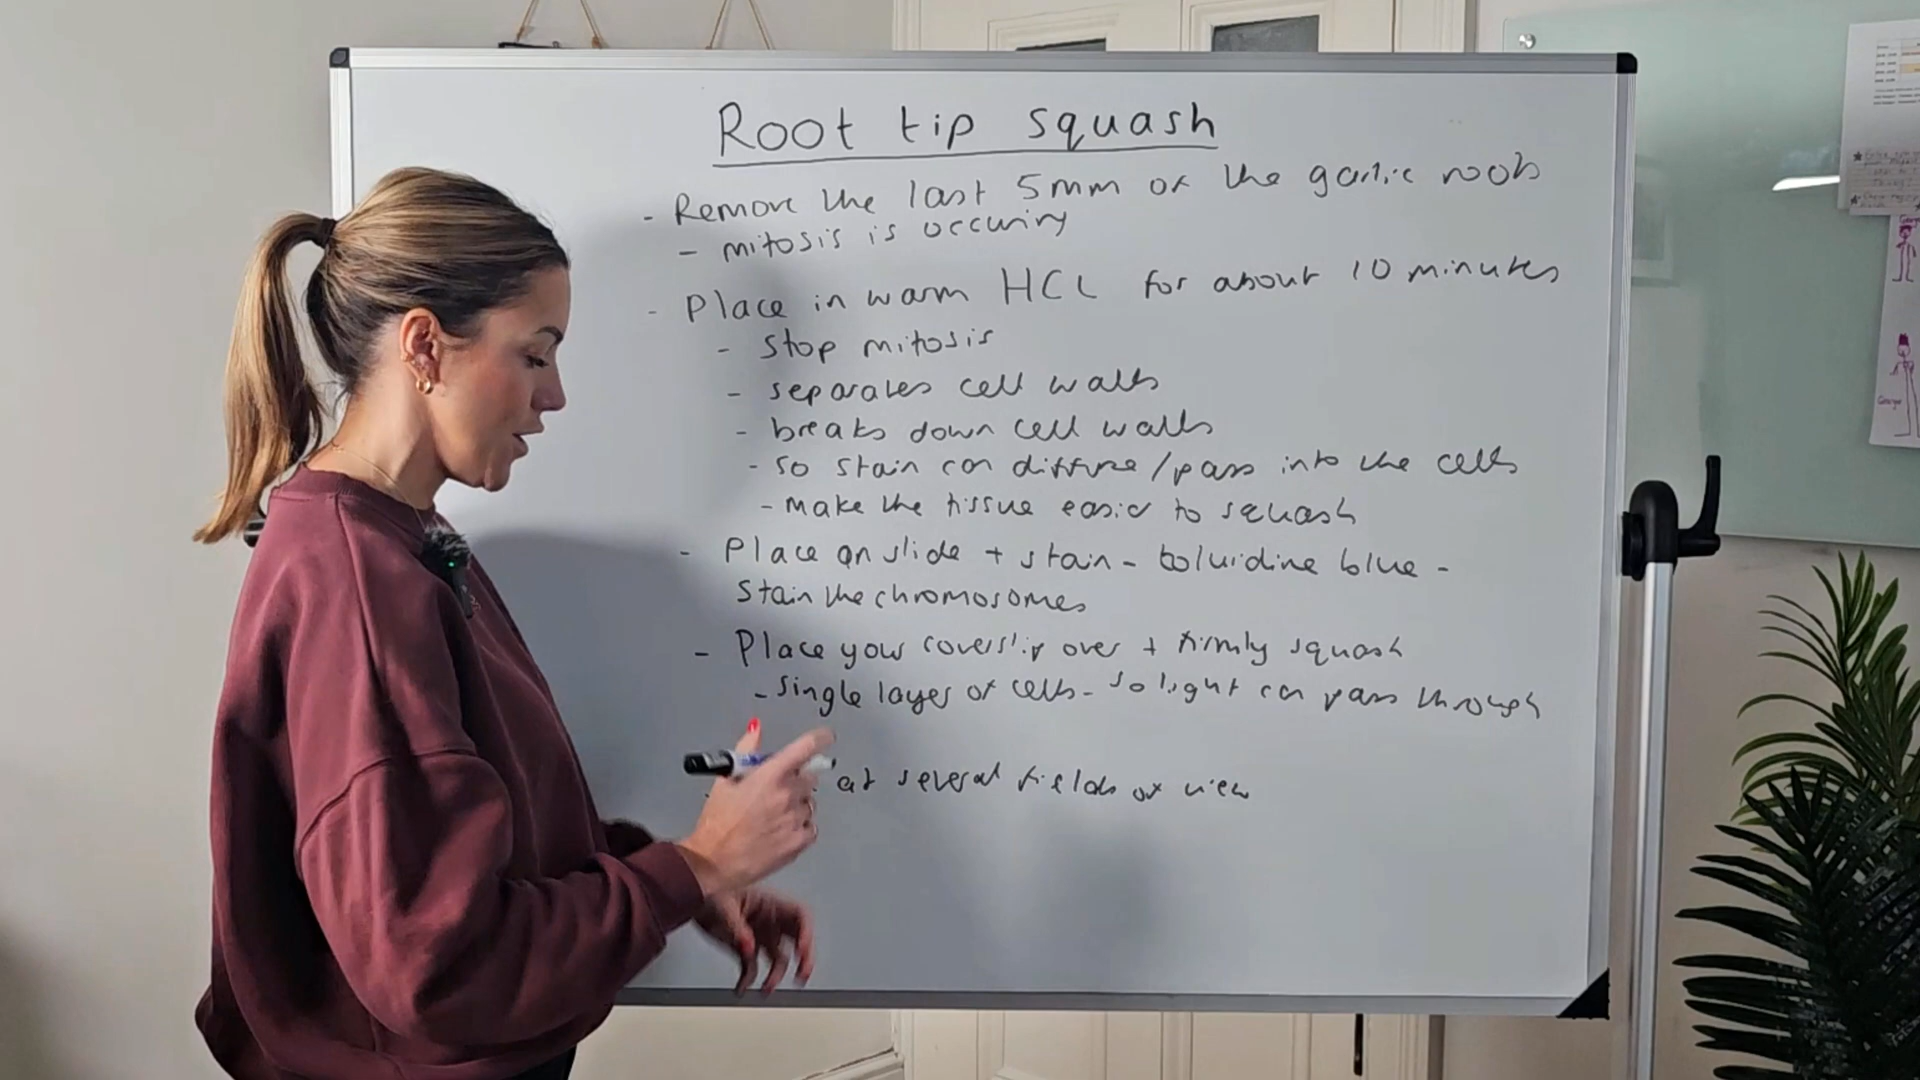 Root tip squash
- Remove the last 5mm of the garlic roots
- mitosis is occuring
- Place in warm HCL for about 10 minutes
- Stop mitosis
- separates cell walls
- breaks down cell walls
- so stain can diffuse/pass into the cells
- make the tissue easier to squash
- Place on slide + stain - toluidine blue -
Stain the chromosomes
- Place your coverslip over + firmly squash
- single layer of cells - so light can pass through
at several fields of view
George